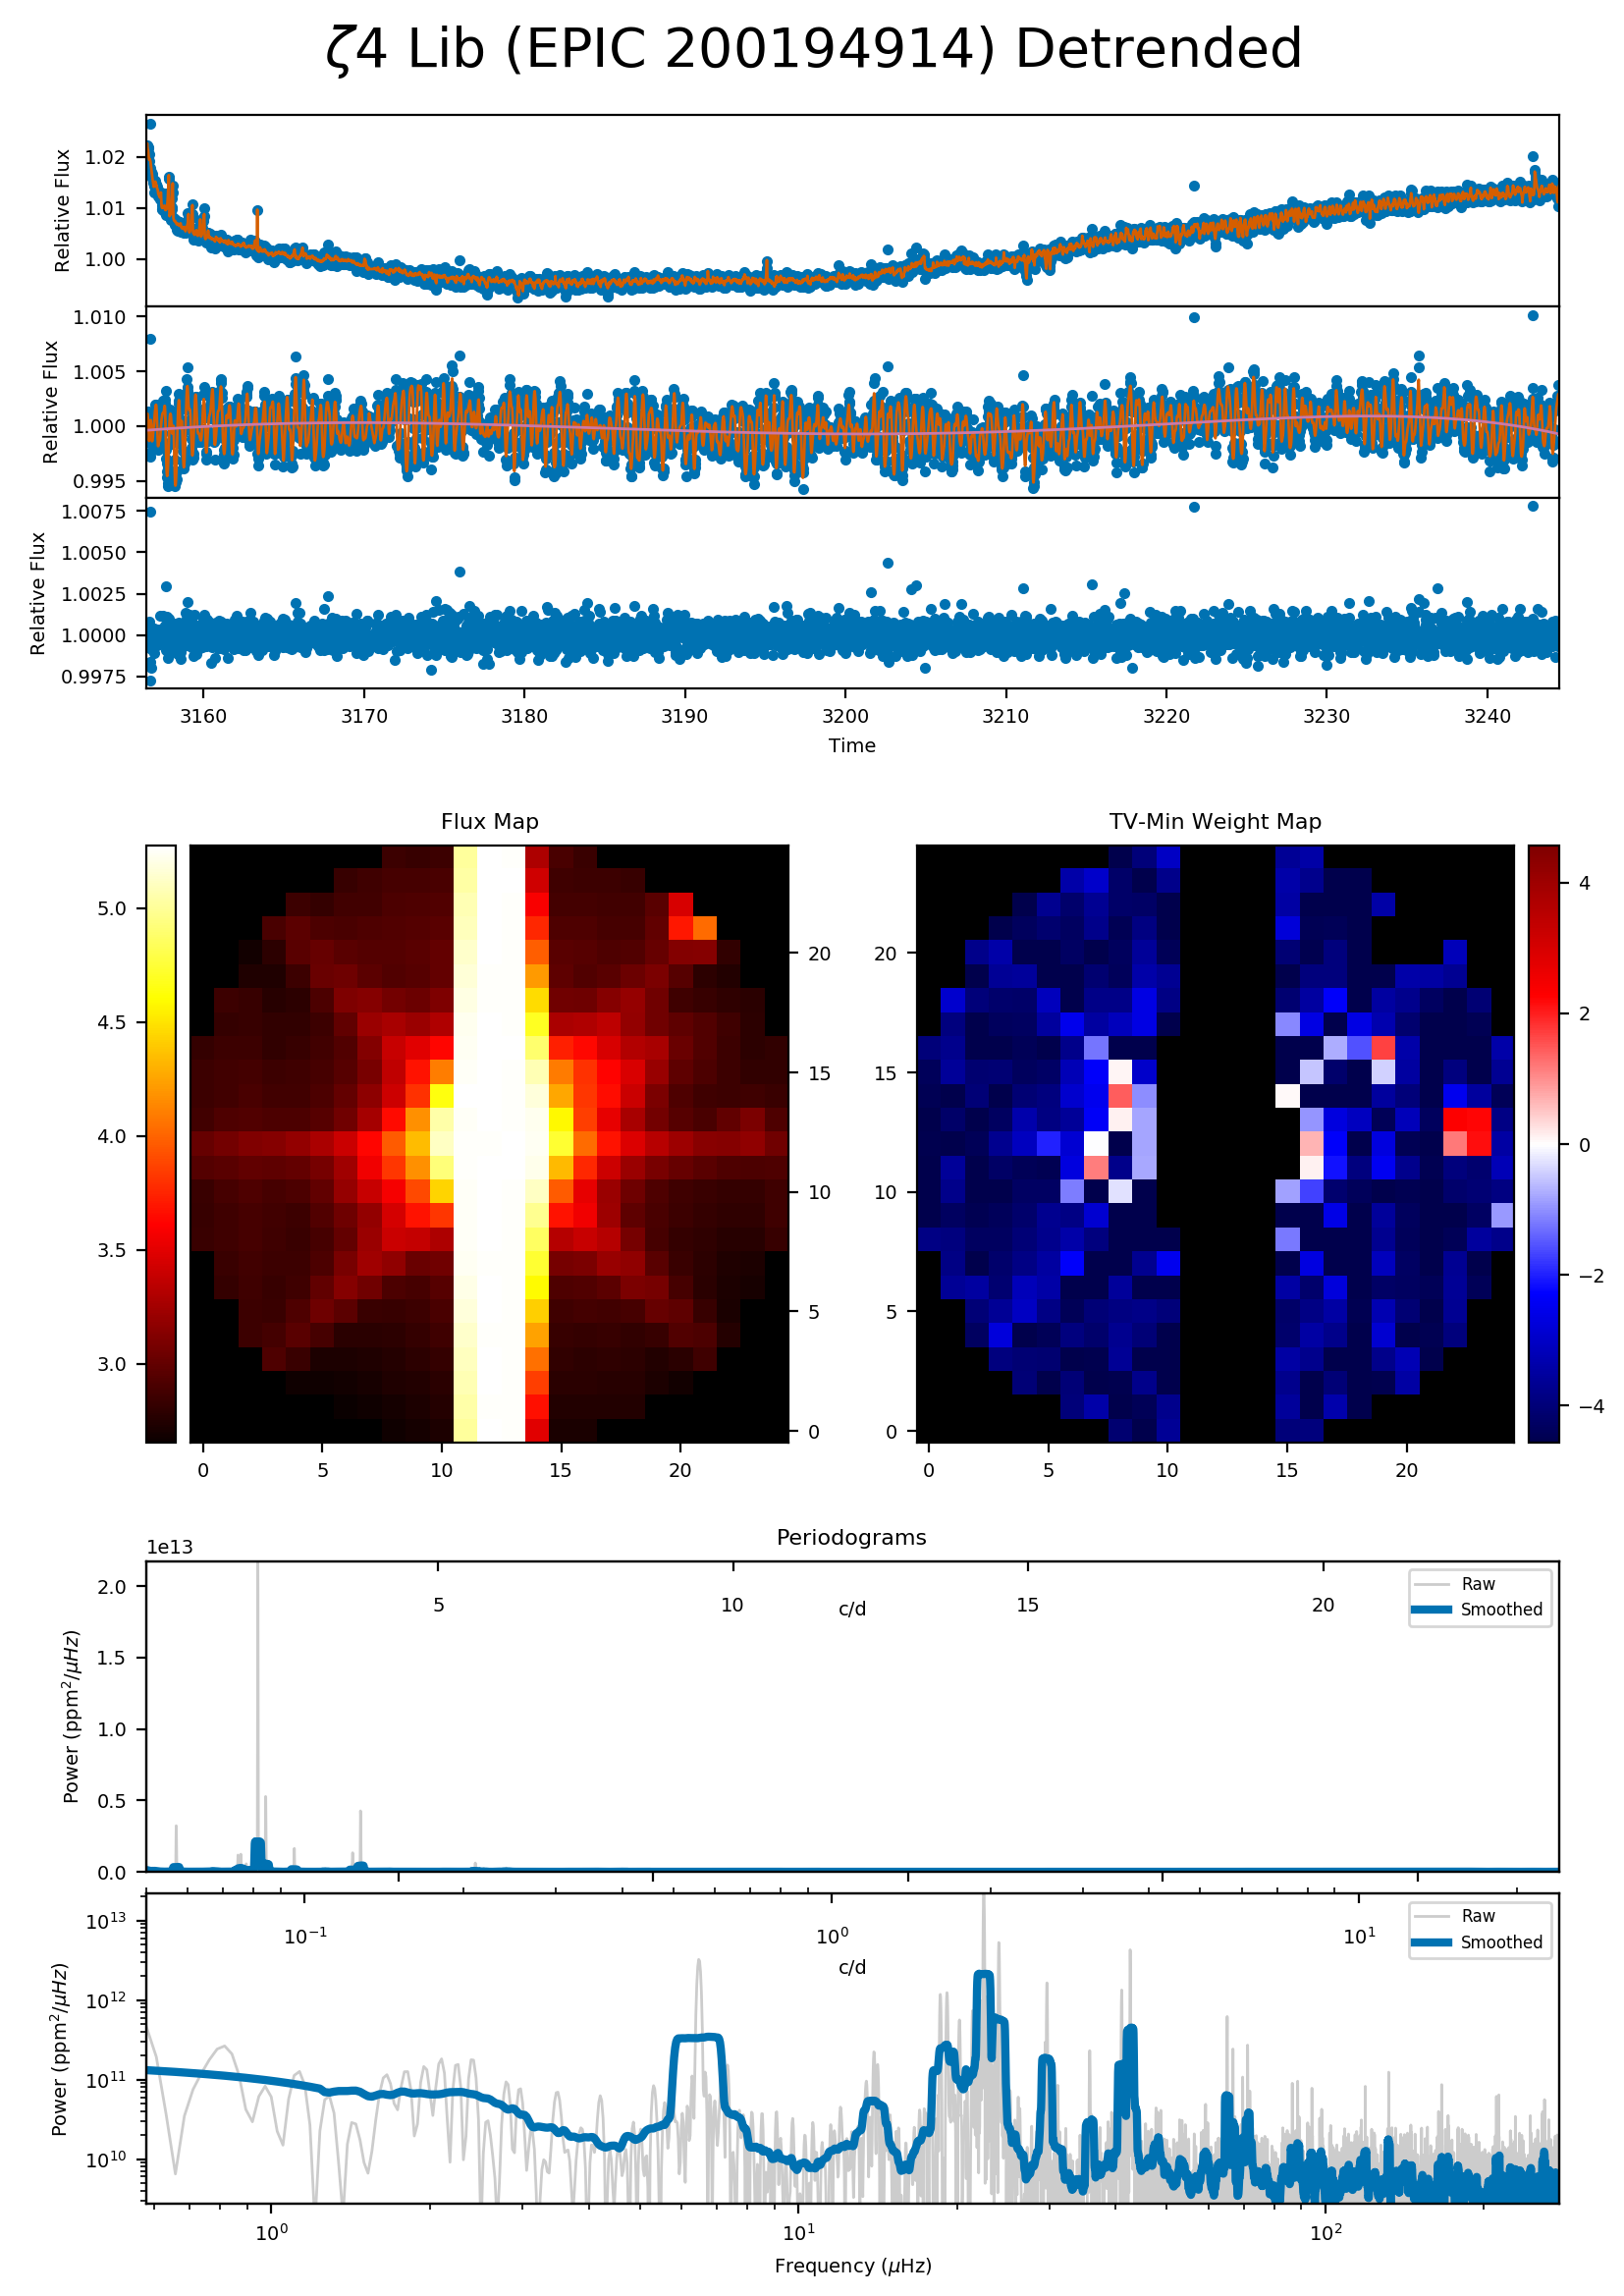 ζ4 Lib (EPIC 200194914) Detrended
Relative Flux
1.02
1.01
1.00
Relative Flux
1.010
1.005
1.000
0.995
Relative Flux
1.0075
1.0050
1.0025
1.0000
0.9975
3160 3170 3180 3190 3200 3210 3220 3230 3240
Time
Flux Map
5.0
4.5
4.0
3.5
3.0
20
15
10
5
0
0 5 10 15 20
TV-Min Weight Map
20
15
10
5
0
0 5 10 15 20
4
2
0
−2
−4
Periodograms
1e13
Power (ppm²/μHz)
2.0
1.5
1.0
0.5
0.0
5 10 15 20
c/d
Raw
Smoothed
Power (ppm²/μHz)
10¹³
10¹²
10¹¹
10¹⁰
10⁻¹ 10⁰ 10¹
c/d
Raw
Smoothed
10⁰ 10¹ 10²
Frequency (μHz)